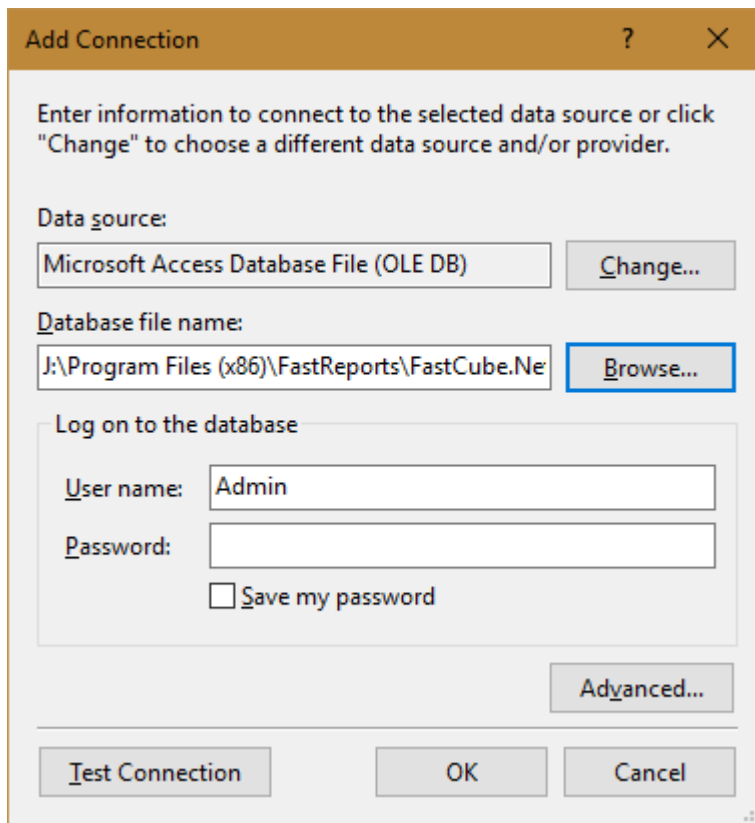 Add Connection ? X
Enter information to connect to the selected data source or click
"Change" to choose a different data source and/or provider.
Data source:
Microsoft Access Database File (OLE DB) Change...
Database file name:
J:\Program Files (x86)\FastReports\FastCube.Ne Browse...
Log on to the database
User name: Admin
Password:
Save my password
Advanced...
Test Connection OK Cancel